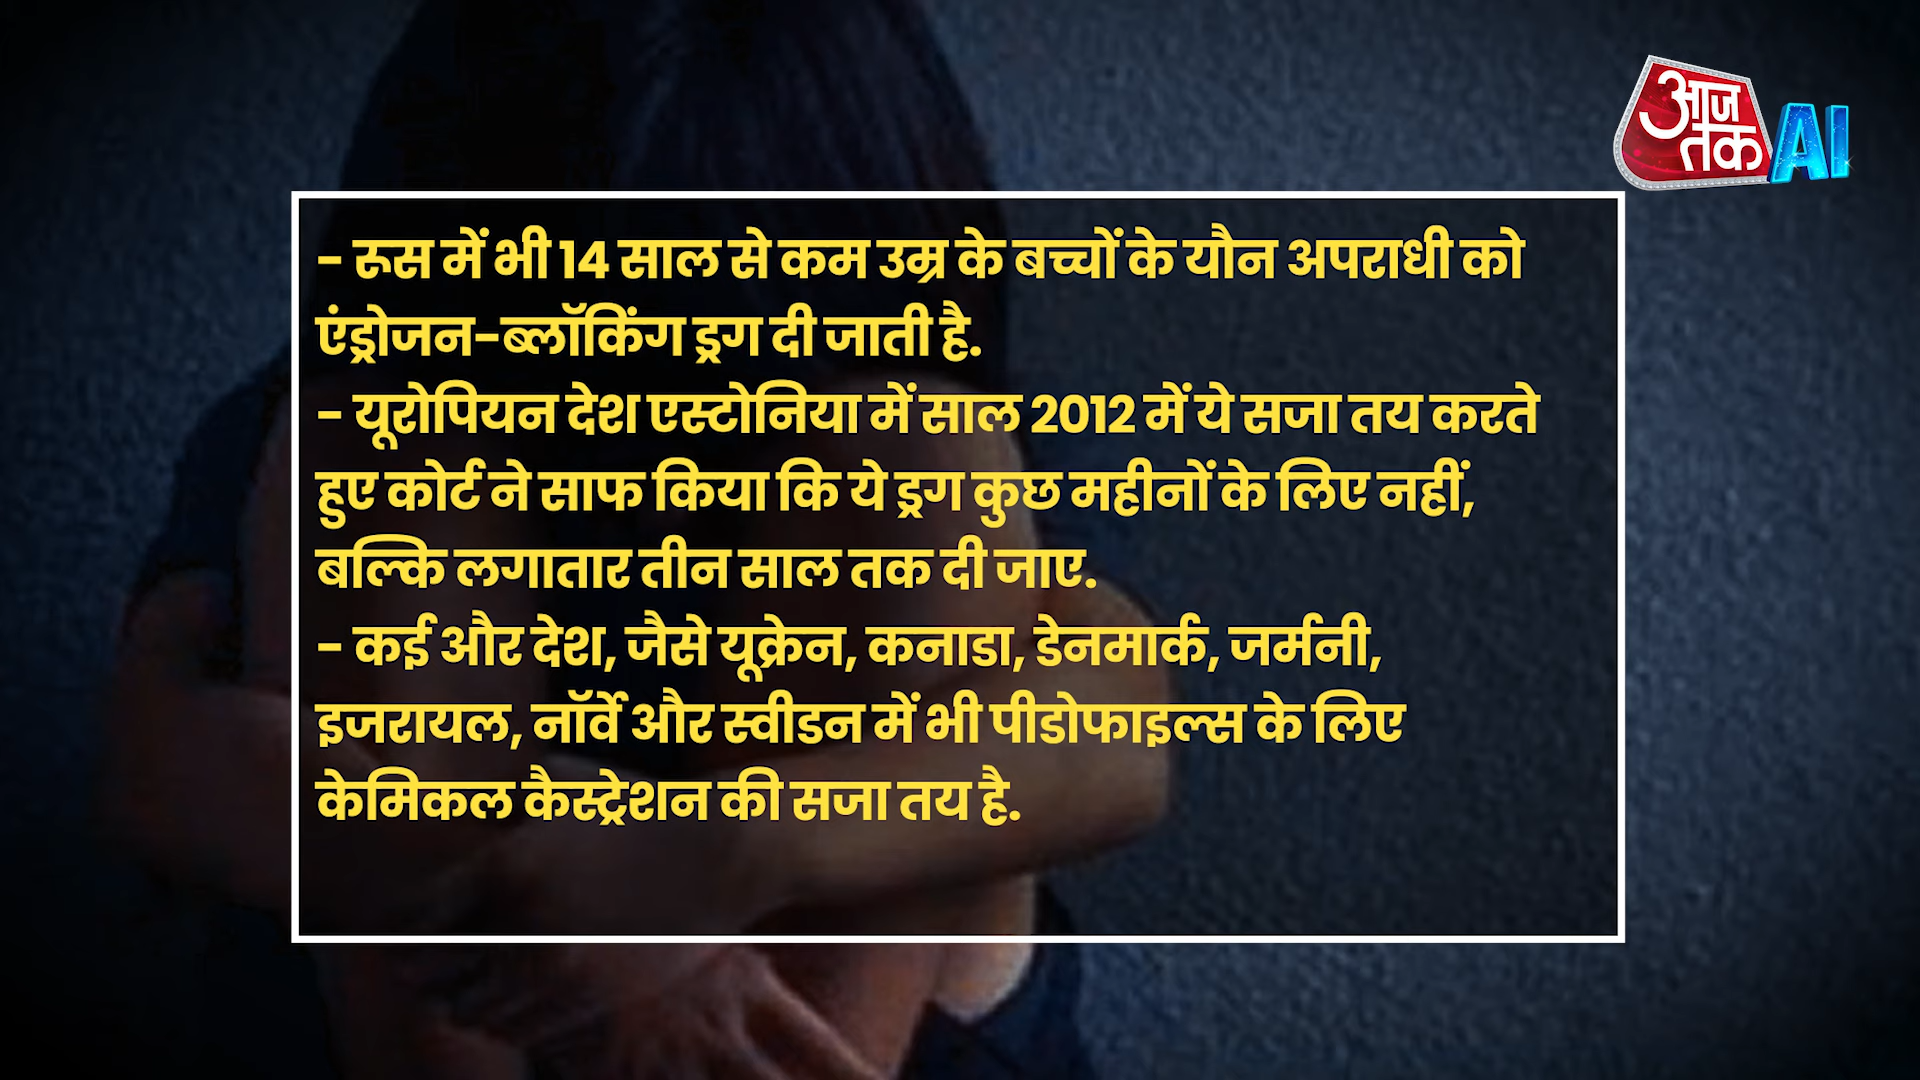 आज
तक AI
- रूस में भी 14 साल से कम उम्र के बच्चों के यौन अपराधी को
एंड्रोजन-ब्लॉकिंग ड्रग दी जाती है.
- यूरोपियन देश एस्टोनिया में साल 2012 में ये सजा तय करते
हुए कोर्ट ने साफ किया कि ये ड्रग कुछ महीनों के लिए नहीं,
बल्कि लगातार तीन साल तक दी जाए.
- कई और देश, जैसे यूक्रेन, कनाडा, डेनमार्क, जर्मनी,
इजरायल, नॉर्वे और स्वीडन में भी पीडोफाइल्स के लिए
केमिकल कैस्ट्रेशन की सजा तय है.